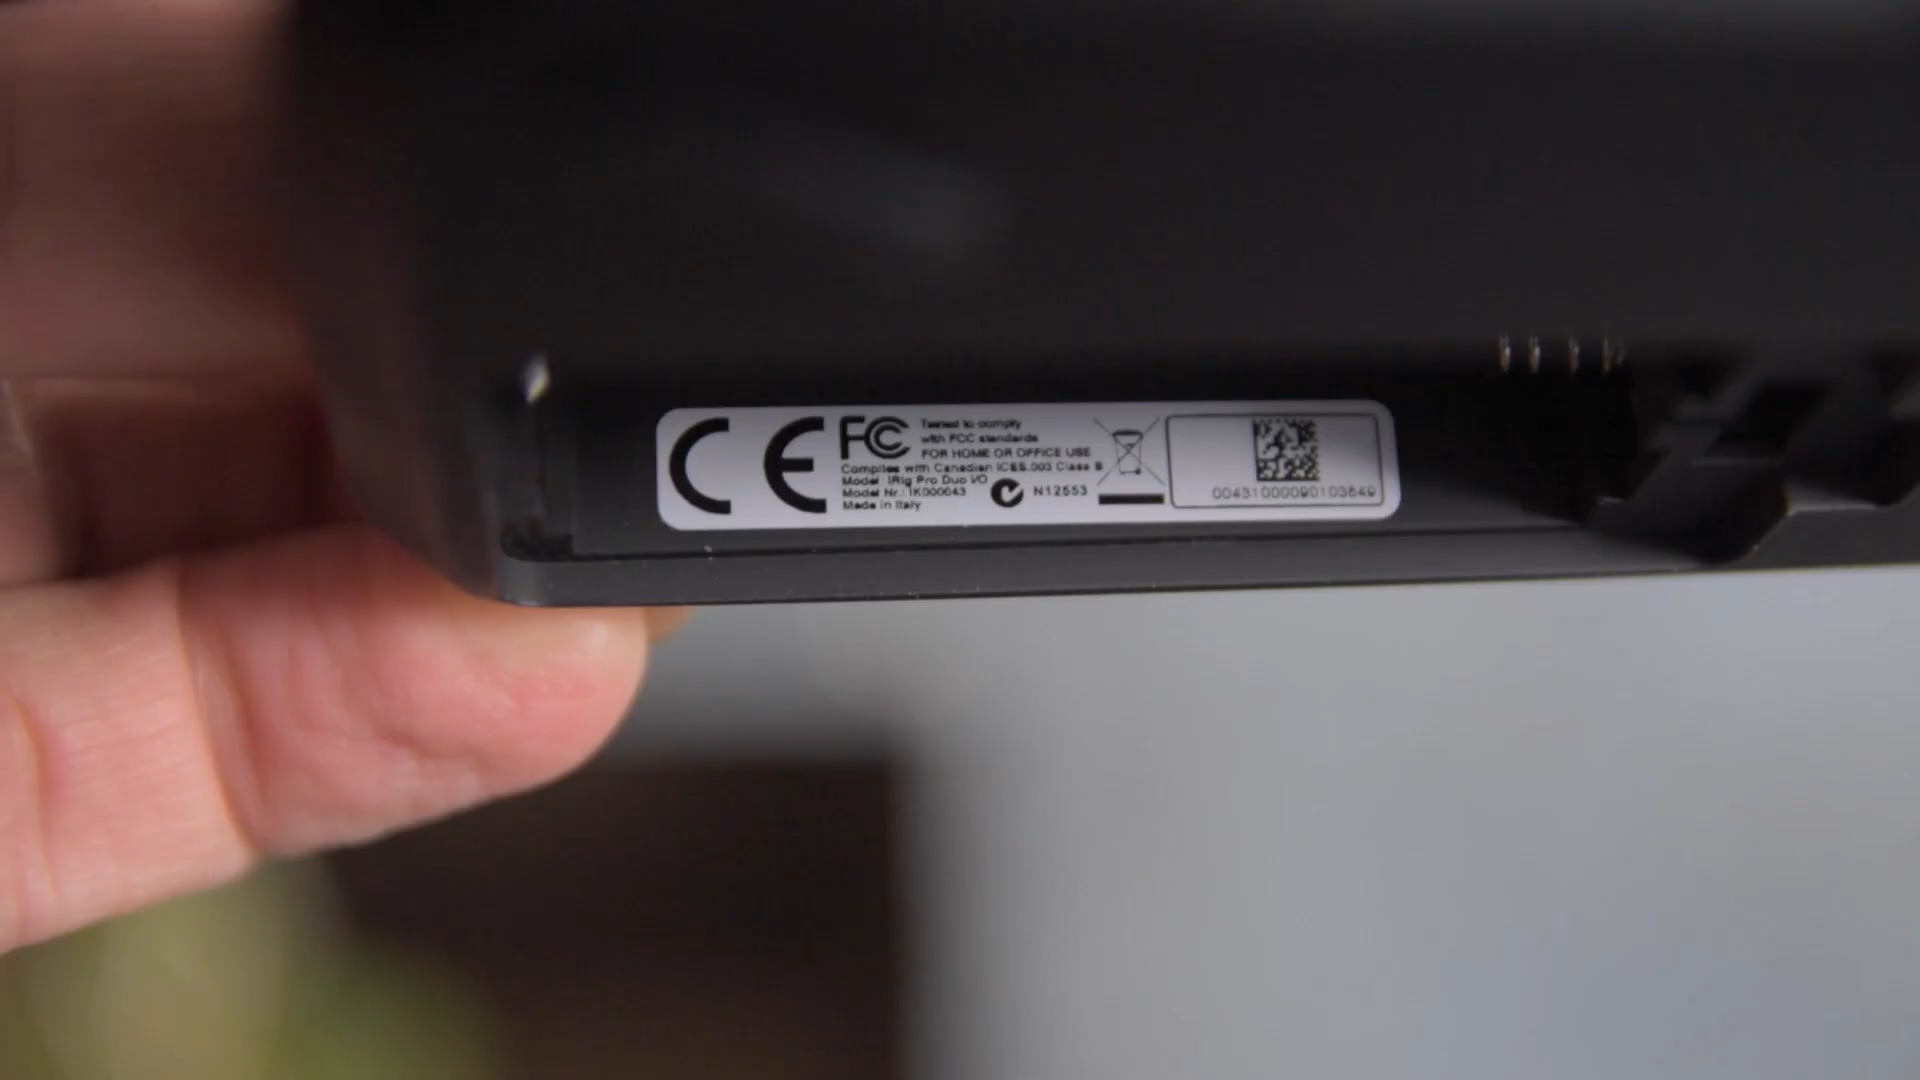 CE
FC
Tested to comply
with FCC standards
FOR HOME OR OFFICE USE
Complies with Canadian ICES.003 Class B
Model: iRig Pro Duo I/O
Model Nr.: IK000043
Made in Italy
N12553
00431000090103649